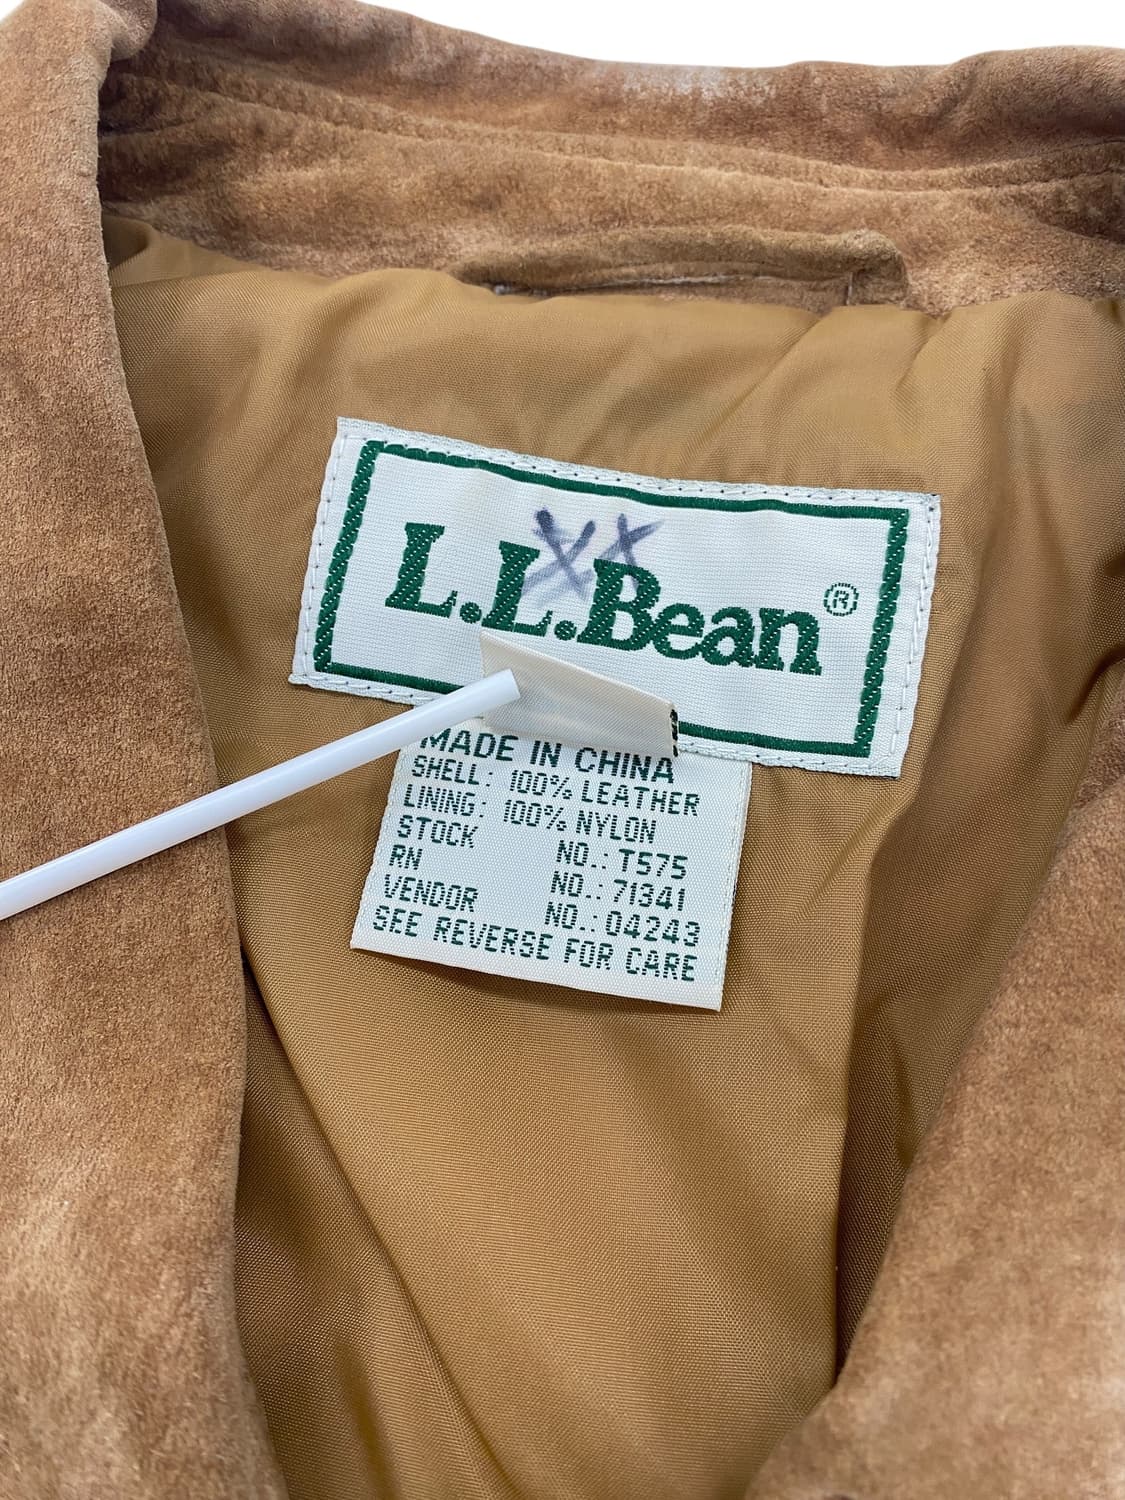 L.L.Bean®
XX
MADE IN CHINA
SHELL: 100% LEATHER
LINING: 100% NYLON
STOCK NO.: T575
RN NO.: 71341
VENDOR NO.: 04243
SEE REVERSE FOR CARE